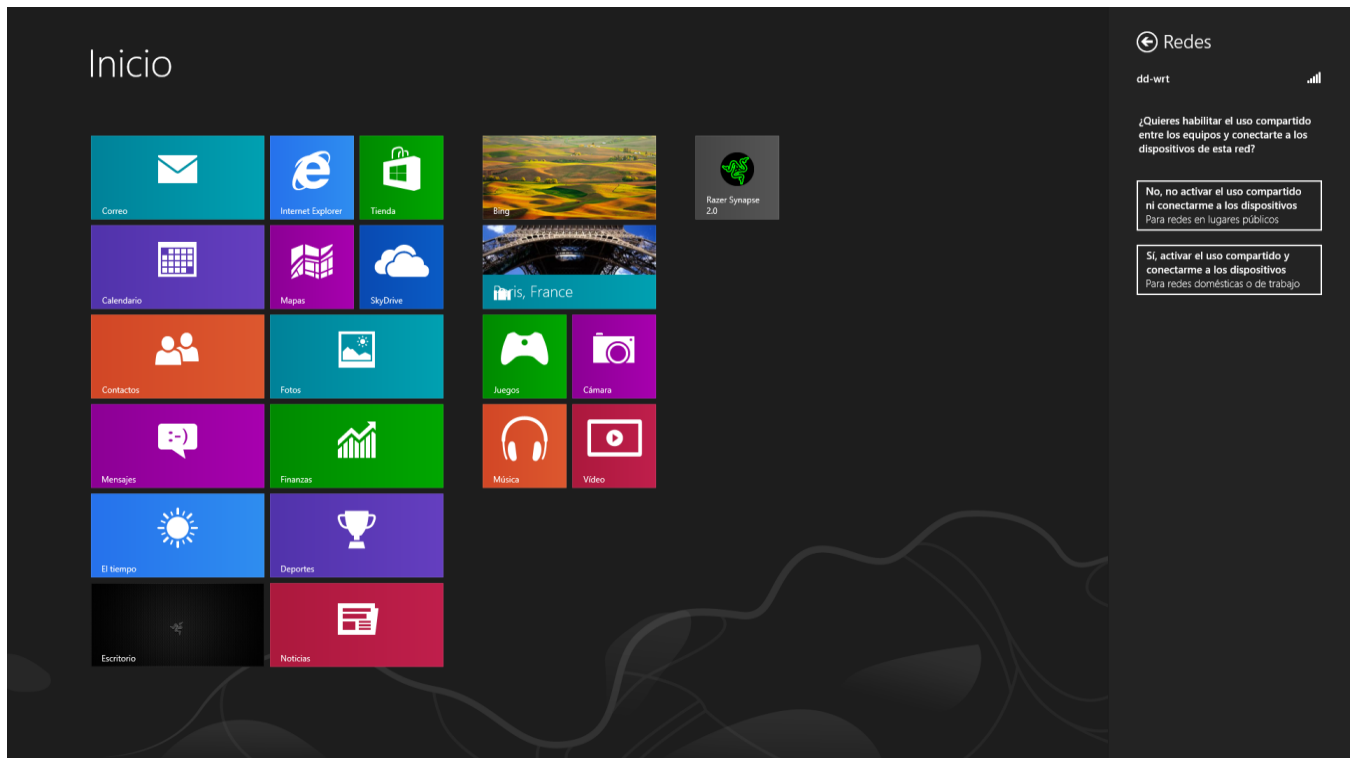 Inicio
Correo
Internet Explorer
Tienda
Calendario
Mapas
SkyDrive
Contactos
Fotos
Mensajes
Finanzas
El tiempo
Deportes
Escritorio
Noticias
Bing
Paris, France
Juegos
Cámara
Música
Vídeo
Razer Synapse
2.0
Redes
dd-wrt
¿Quieres habilitar el uso compartido
entre los equipos y conectarte a los
dispositivos de esta red?
No, no activar el uso compartido
ni conectarme a los dispositivos
Para redes en lugares públicos
Sí, activar el uso compartido y
conectarme a los dispositivos
Para redes domésticas o de trabajo